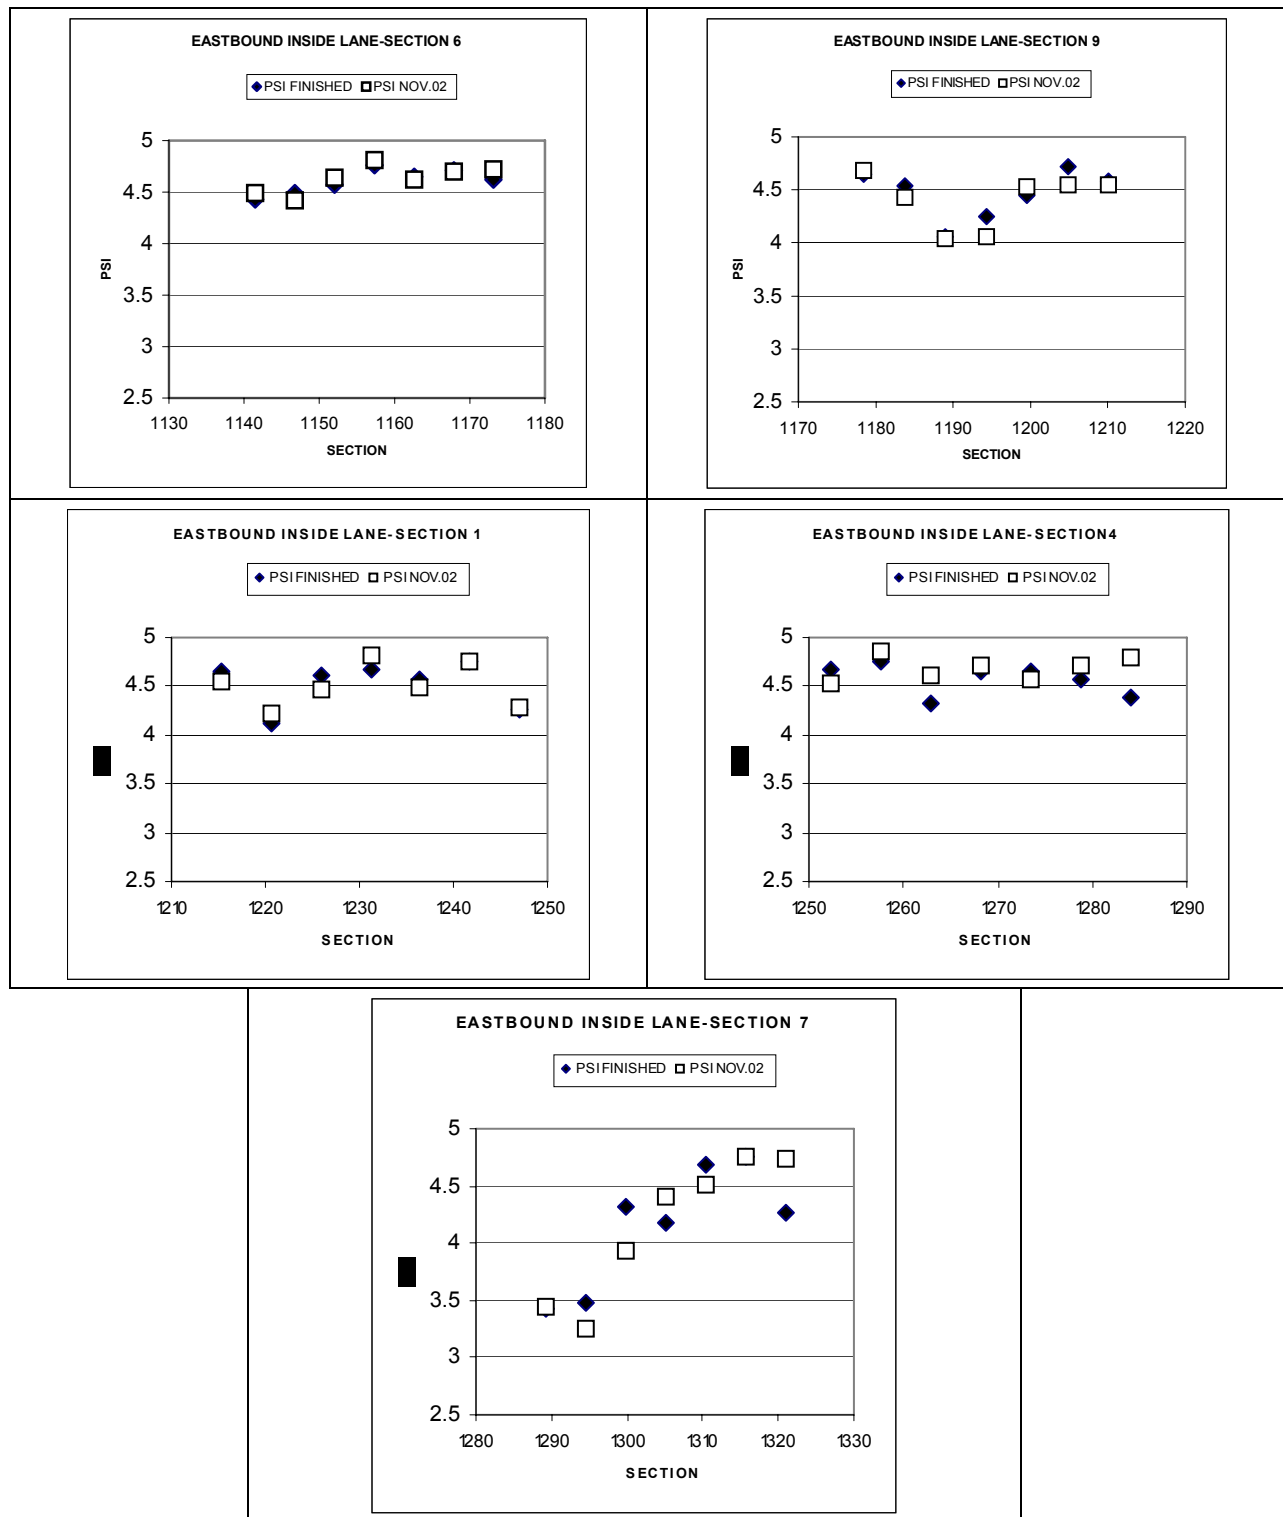 EASTBOUND INSIDE LANE-SECTION 6
PSI FINISHED PSI NOV.02
5
4.5
4
3.5
3
2.5
PSI
1130 1140 1150 1160 1170 1180
SECTION
EASTBOUND INSIDE LANE-SECTION 9
PSI FINISHED PSI NOV.02
5
4.5
4
3.5
3
2.5
PSI
1170 1180 1190 1200 1210 1220
SECTION
EASTBOUND INSIDE LANE-SECTION 1
PSI FINISHED PSI NOV.02
5
4.5
4
3.5
3
2.5
1210 1220 1230 1240 1250
SECTION
EASTBOUND INSIDE LANE-SECTION 4
PSI FINISHED PSI NOV.02
5
4.5
4
3.5
3
2.5
1250 1260 1270 1280 1290
SECTION
EASTBOUND INSIDE LANE-SECTION 7
PSI FINISHED PSI NOV.02
5
4.5
4
3.5
3
2.5
1280 1290 1300 1310 1320 1330
SECTION